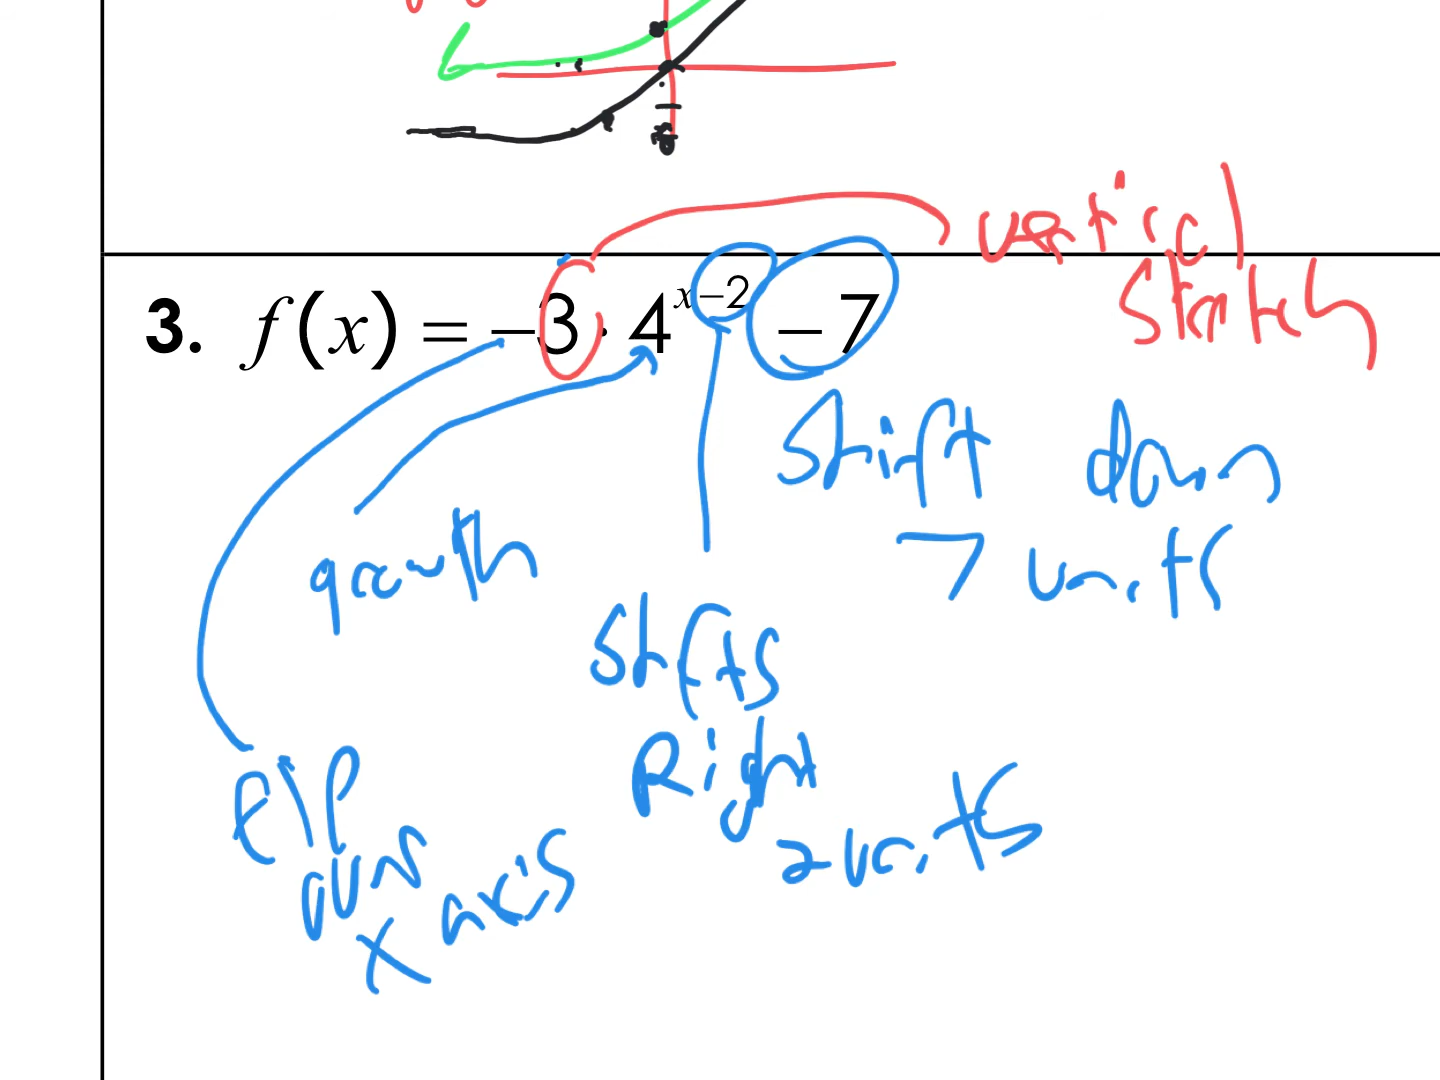 vertical
stretch
3. f(x) = −3 · 4^{x−2} − 7
shift down
7 units
growth
shifts
Right
2 units
flip
over
x axis